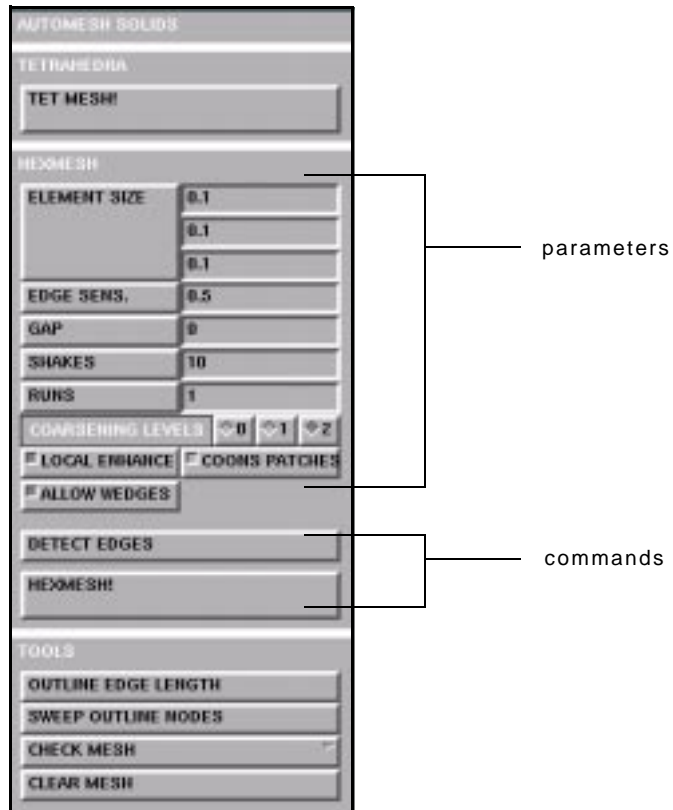 AUTOMESH SOLIDS
TETRAHEDRA
TET MESH!
HEXMESH
ELEMENT SIZE 0.1
0.1
0.1
EDGE SENS. 0.5
GAP 0
SHAKES 10
RUNS 1
COARSENING LEVELS 0 1 2
LOCAL ENHANCE COONS PATCHES
ALLOW WEDGES
parameters
DETECT EDGES
HEXMESH!
commands
TOOLS
OUTLINE EDGE LENGTH
SWEEP OUTLINE NODES
CHECK MESH
CLEAR MESH